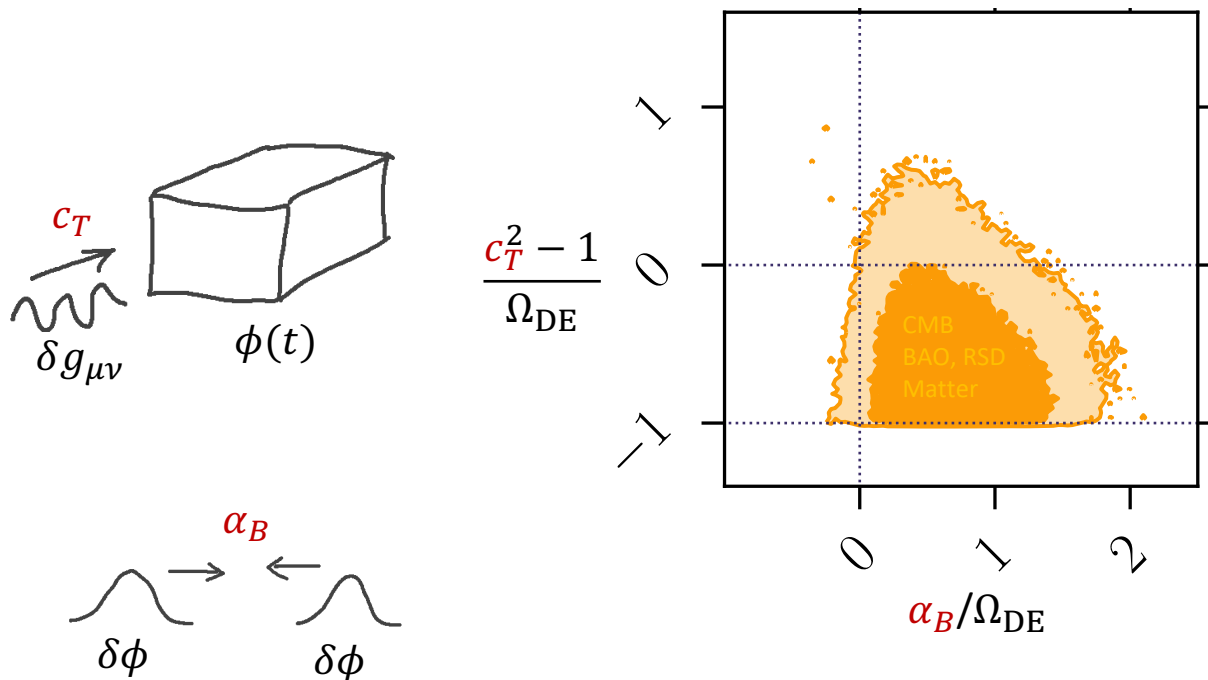 c_T
δg_μν
ϕ(t)
α_B
δϕ
δϕ
(c_T^2 − 1)/Ω_DE
1
0
−1
CMB
BAO, RSD
Matter
0
1
2
α_B/Ω_DE